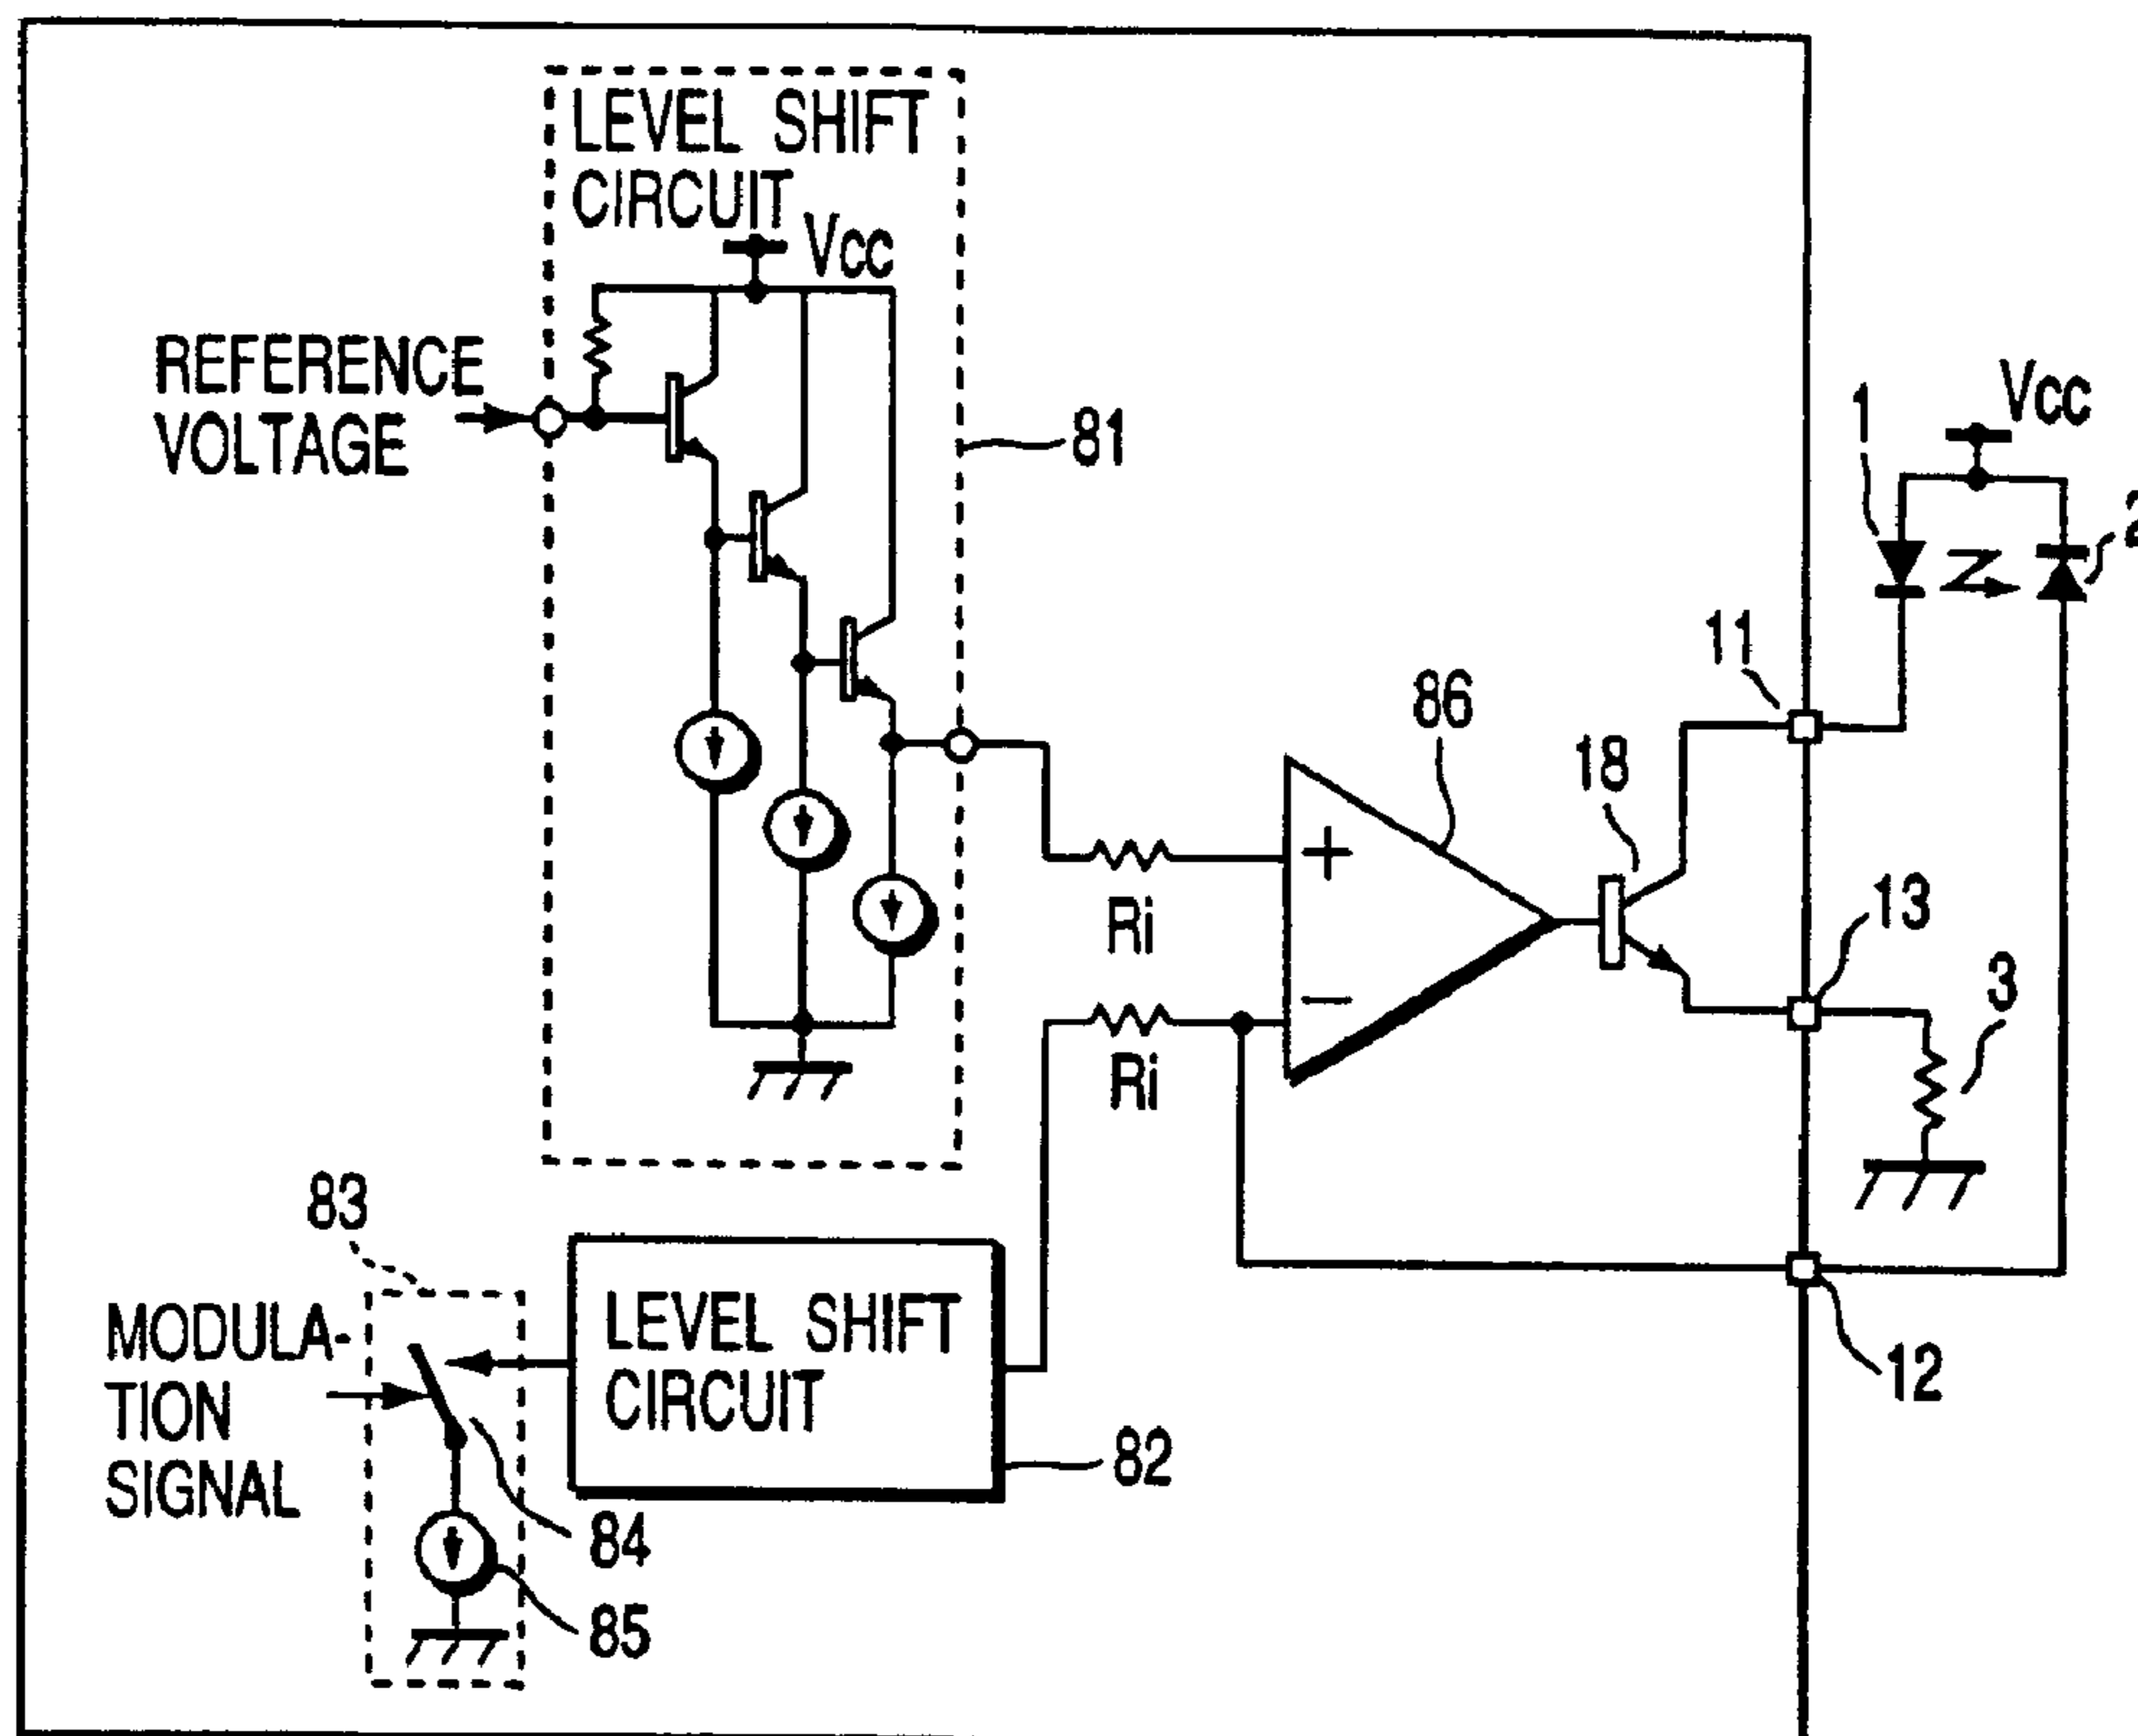 LEVEL SHIFT
CIRCUIT
Vcc
REFERENCE
VOLTAGE
81
1
Vcc
2
11
86
18
+
Ri
13
3
−
Ri
83
12
MODULA-
TION
SIGNAL
LEVEL SHIFT
CIRCUIT
82
84
85